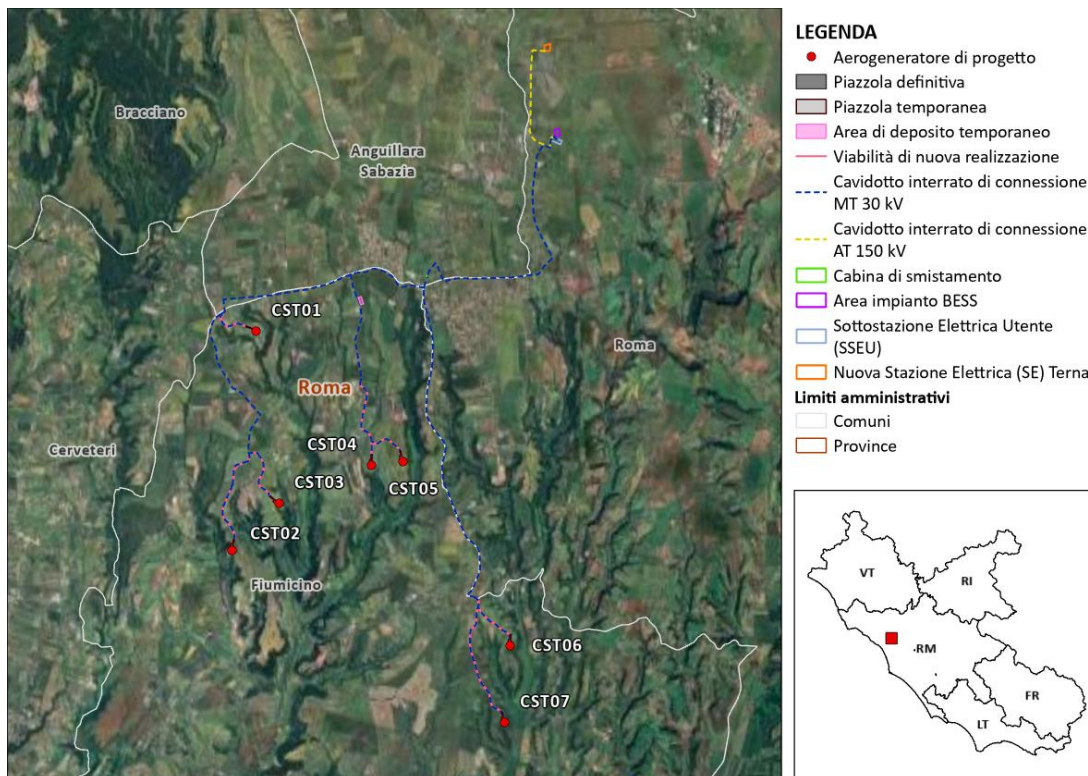 Bracciano
Anguillara
Sabazia
CST01
Roma
Roma
Cerveteri
CST04
CST05
CST03
CST02
Fiumicino
CST06
CST07
LEGENDA
Aerogeneratore di progetto
Piazzola definitiva
Piazzola temporanea
Area di deposito temporaneo
Viabilità di nuova realizzazione
Cavidotto interrato di connessione
MT 30 kV
Cavidotto interrato di connessione
AT 150 kV
Cabina di smistamento
Area impianto BESS
Sottostazione Elettrica Utente
(SSEU)
Nuova Stazione Elettrica (SE) Terna
Limiti amministrativi
Comuni
Province
VT
RI
RM
FR
LT